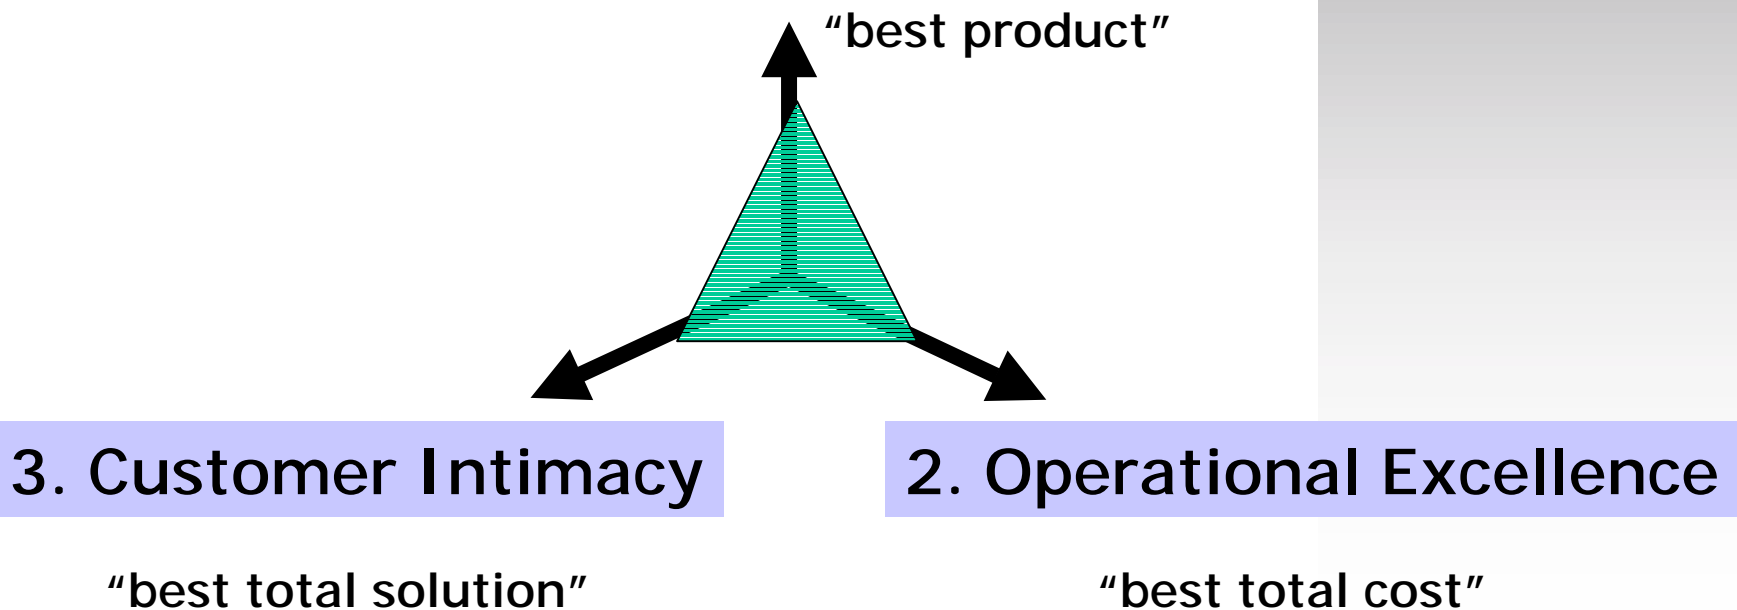 “best product”
3. Customer Intimacy
2. Operational Excellence
“best total solution”
“best total cost”